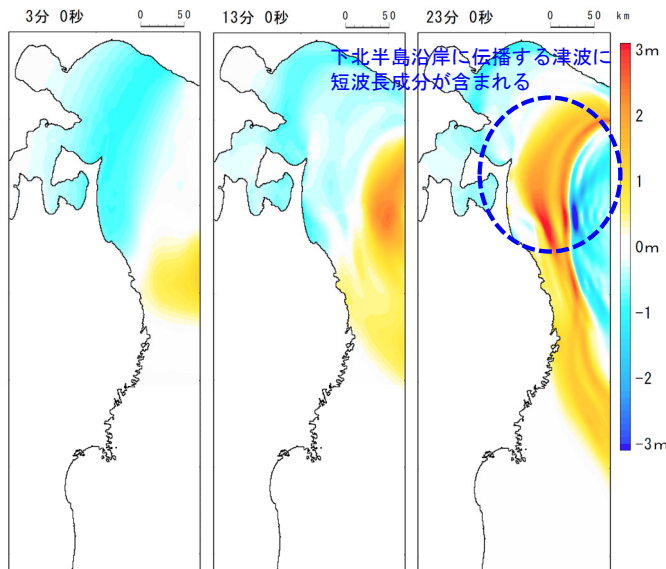 3分 0秒
0 50
13分 0秒
0 50
23分 0秒
0 50
km
下北半島沿岸に伝播する津波に
短波長成分が含まれる
3m
2
1
0m
-1
-2
-3m